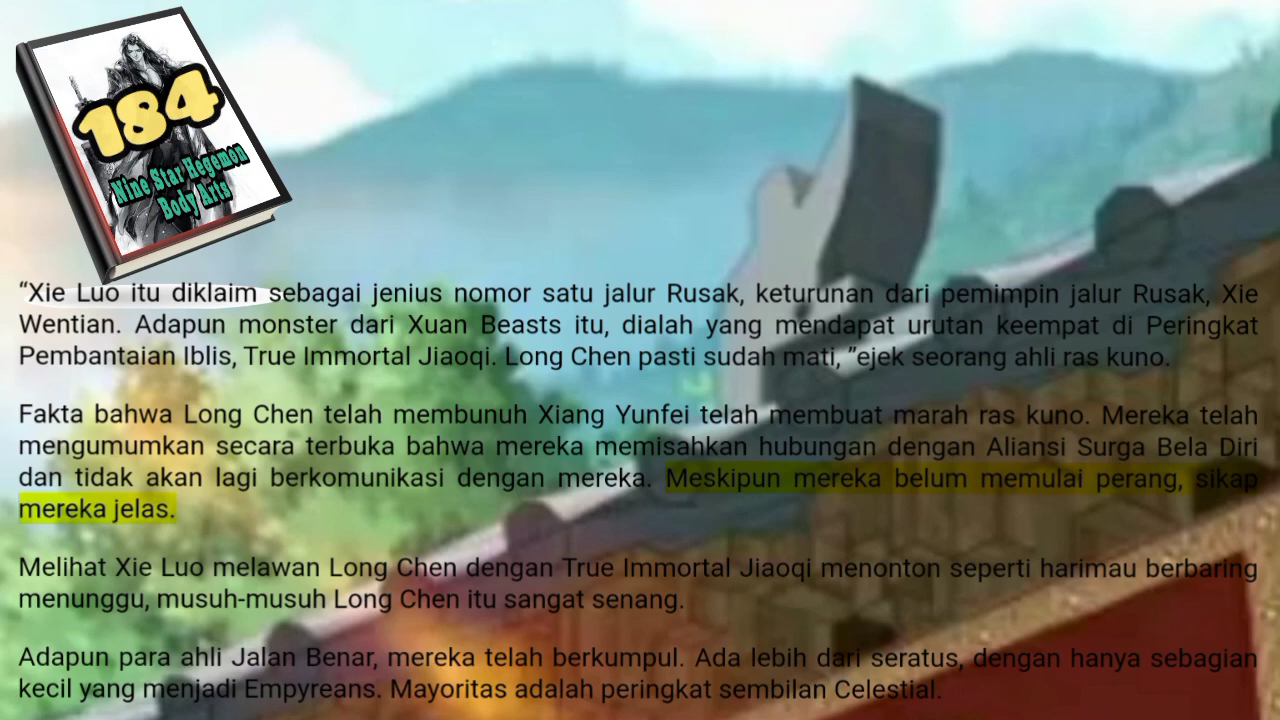 184
Nine Star Hegemon
Body Arts
“Xie Luo itu diklaim sebagai jenius nomor satu jalur Rusak, keturunan dari pemimpin jalur Rusak, Xie
Wentian. Adapun monster dari Xuan Beasts itu, dialah yang mendapat urutan keempat di Peringkat
Pembantaian Iblis, True Immortal Jiaoqi. Long Chen pasti sudah mati, ”ejek seorang ahli ras kuno.
Fakta bahwa Long Chen telah membunuh Xiang Yunfei telah membuat marah ras kuno. Mereka telah
mengumumkan secara terbuka bahwa mereka memisahkan hubungan dengan Aliansi Surga Bela Diri
dan tidak akan lagi berkomunikasi dengan mereka. Meskipun mereka belum memulai perang, sikap
mereka jelas.
Melihat Xie Luo melawan Long Chen dengan True Immortal Jiaoqi menonton seperti harimau berbaring
menunggu, musuh-musuh Long Chen itu sangat senang.
Adapun para ahli Jalan Benar, mereka telah berkumpul. Ada lebih dari seratus, dengan hanya sebagian
kecil yang menjadi Empyreans. Mayoritas adalah peringkat sembilan Celestial.